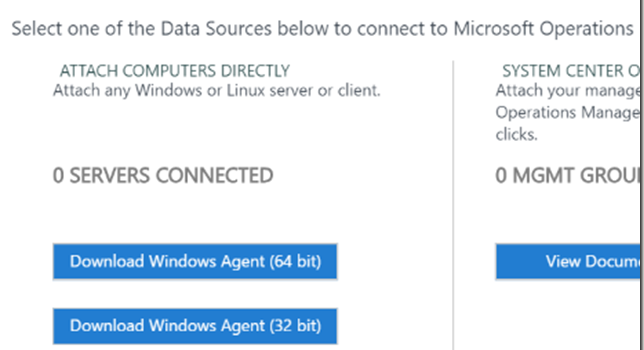 Select one of the Data Sources below to connect to Microsoft Operations
ATTACH COMPUTERS DIRECTLY
Attach any Windows or Linux server or client.
0 SERVERS CONNECTED
Download Windows Agent (64 bit)
Download Windows Agent (32 bit)
SYSTEM CENTER O
Attach your manage
Operations Manage
clicks.
0 MGMT GROU
View Docum